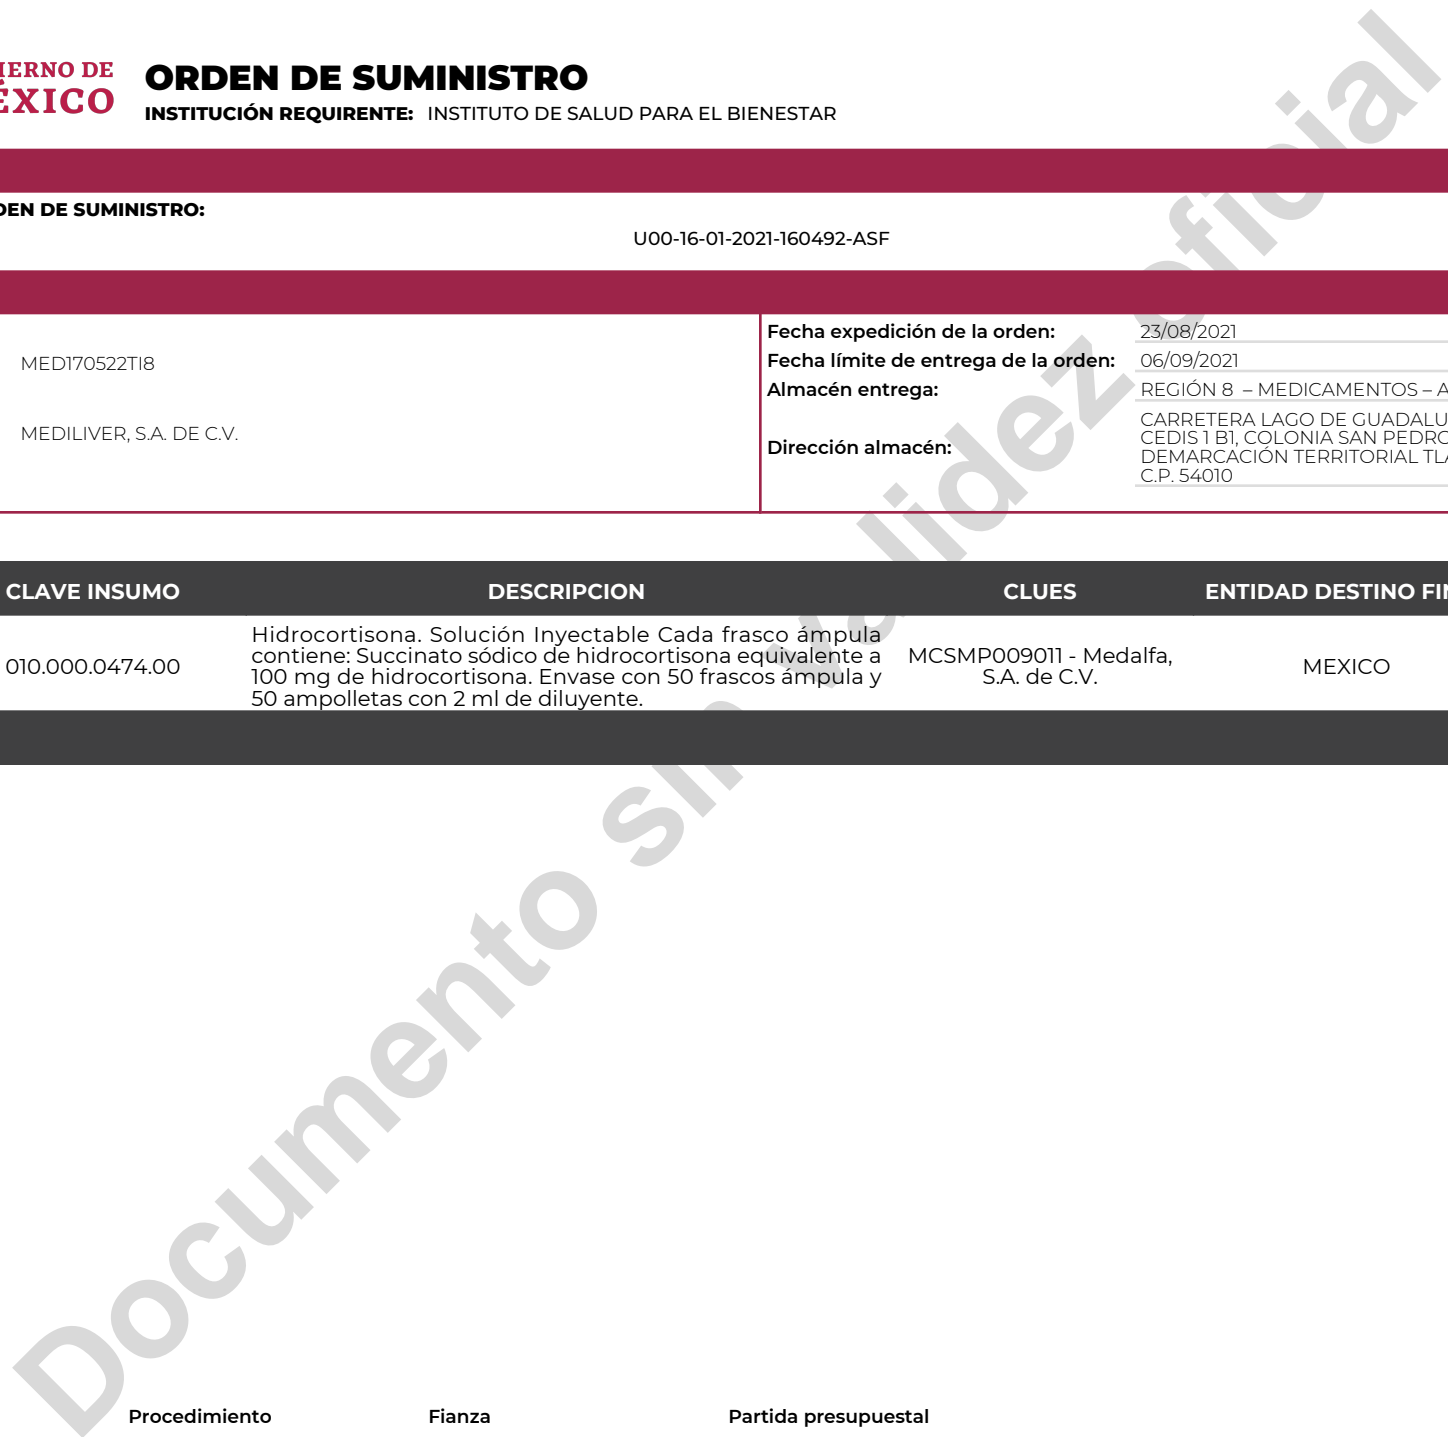 IERNO DE
ÉXICO
ORDEN DE SUMINISTRO
INSTITUCIÓN REQUIRENTE: INSTITUTO DE SALUD PARA EL BIENESTAR
DEN DE SUMINISTRO:
U00-16-01-2021-160492-ASF
MED170522TI8
MEDILIVER, S.A. DE C.V.
Fecha expedición de la orden: 23/08/2021
Fecha límite de entrega de la orden: 06/09/2021
Almacén entrega: REGIÓN 8 – MEDICAMENTOS – A
Dirección almacén:
CARRETERA LAGO DE GUADALU
CEDIS 1 B1, COLONIA SAN PEDRO
DEMARCACIÓN TERRITORIAL TLA
C.P. 54010
CLAVE INSUMO DESCRIPCION CLUES ENTIDAD DESTINO FIN
010.000.0474.00
Hidrocortisona. Solución Inyectable Cada frasco ámpula
contiene: Succinato sódico de hidrocortisona equivalente a
100 mg de hidrocortisona. Envase con 50 frascos ámpula y
50 ampolletas con 2 ml de diluyente.
MCSMP009011 - Medalfa,
S.A. de C.V.
MEXICO
Documento sin validez oficial
Procedimiento Fianza Partida presupuestal